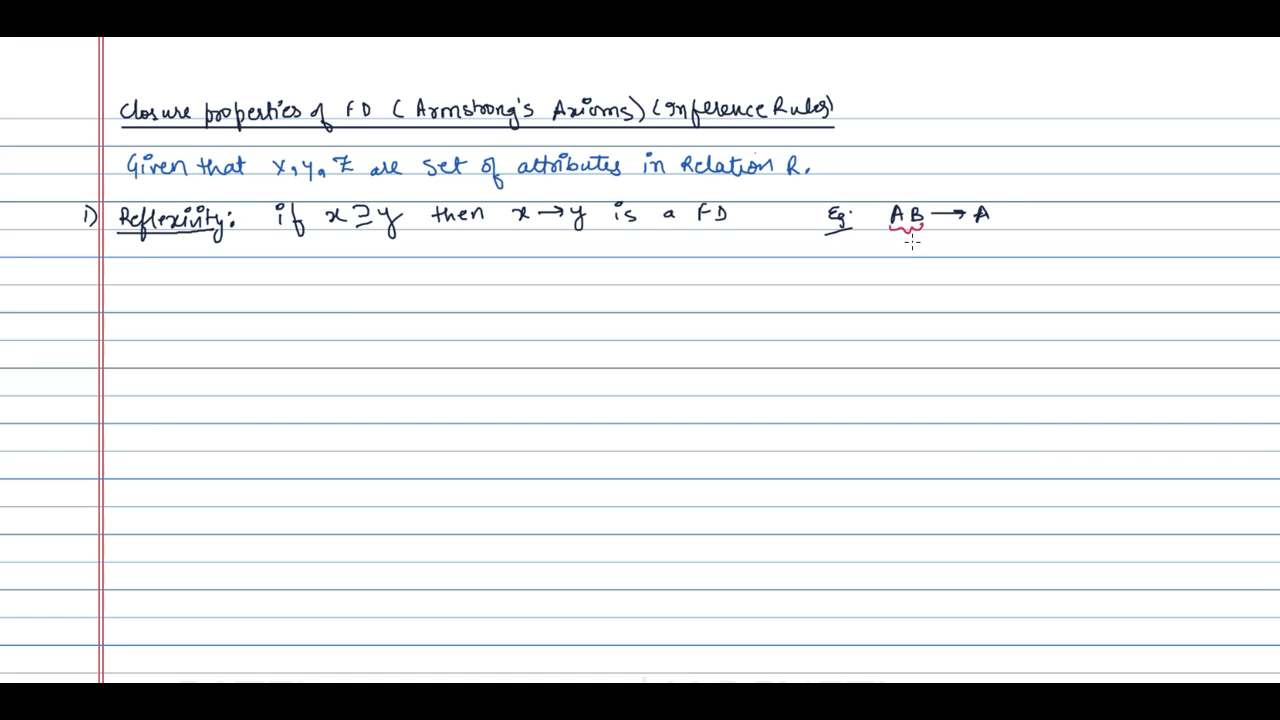 Closure properties of FD (Armstrong's Axioms) (Inference Rules)
Given that x, y, z are set of attributes in Relation R.
1) Reflexivity: if x ⊇ y then x → y is a FD Eg: AB → A